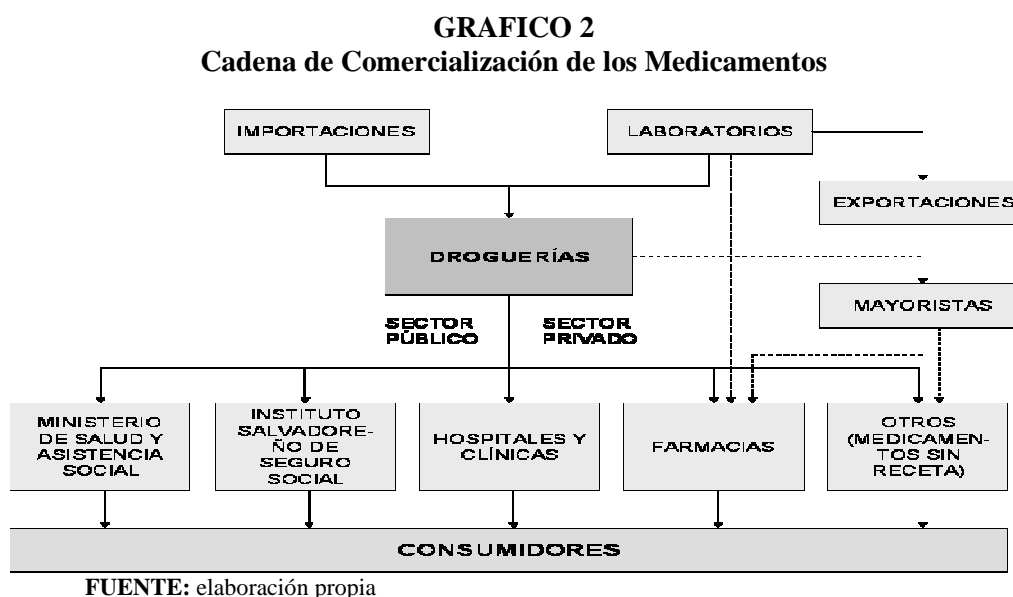 GRAFICO 2
Cadena de Comercialización de los Medicamentos
IMPORTACIONES
LABORATORIOS
EXPORTACIONES
DROGUERÍAS
MAYORISTAS
SECTOR
PÚBLICO
SECTOR
PRIVADO
MINISTERIO
DE SALUD Y
ASISTENCIA
SOCIAL
INSTITUTO
SALVADORE-
ÑO DE
SEGURO
SOCIAL
HOSPITALES Y
CLÍNICAS
FARMACIAS
OTROS
(MEDICAMEN-
TOS SIN
RECETA)
CONSUMIDORES
FUENTE: elaboración propia